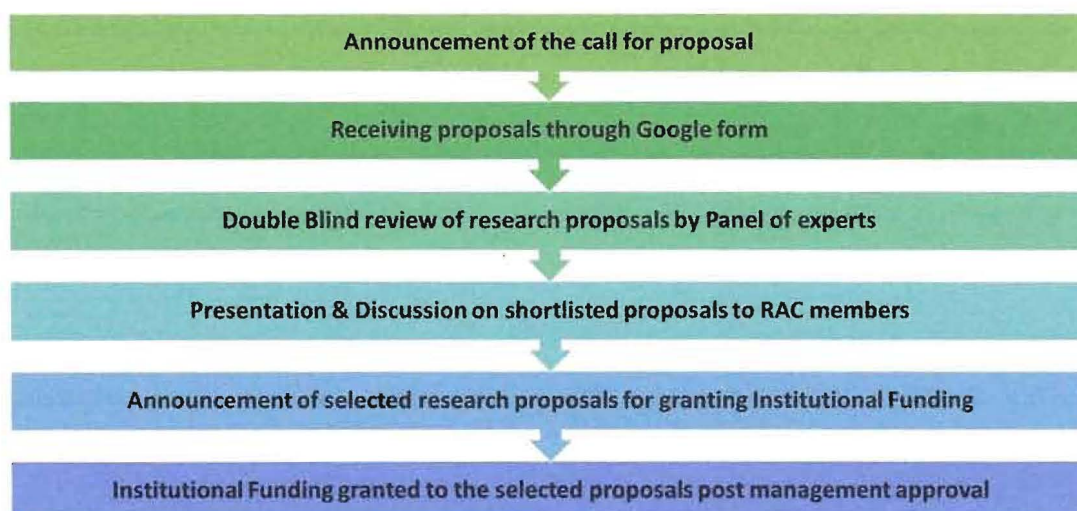 Announcement of the call for proposal
Receiving proposals through Google form
Double Blind review of research proposals by Panel of experts
Presentation & Discussion on shortlisted proposals to RAC members
Announcement of selected research proposals for granting Institutional Funding
Institutional Funding granted to the selected proposals post management approval